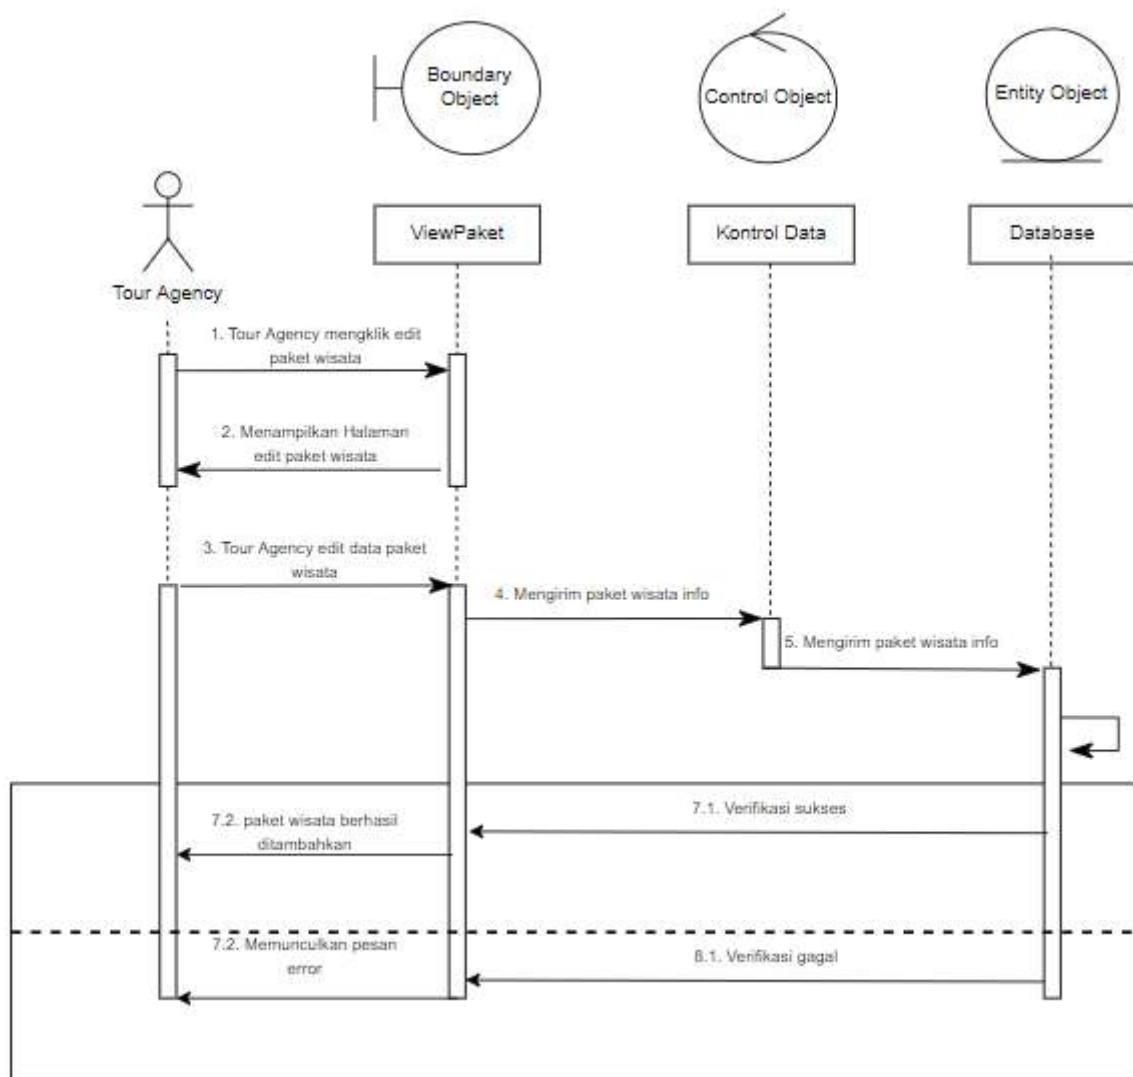 Boundary
Object
Control Object
Entity Object
ViewPaket
Kontrol Data
Database
Tour Agency
1. Tour Agency mengklik edit
paket wisata
2. Menampilkan Halaman
edit paket wisata
3. Tour Agency edit data paket
wisata
4. Mengirim paket wisata info
5. Mengirim paket wisata info
7.1. Verifikasi sukses
7.2. paket wisata berhasil
ditambahkan
7.2. Memunculkan pesan
error
8.1. Verifikasi gagal